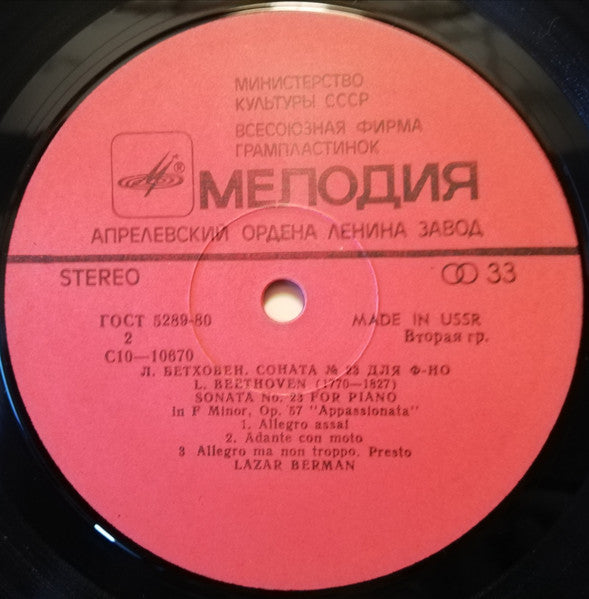 МИНИСТЕРСТВО
КУЛЬТУРЫ СССР
ВСЕСОЮЗНАЯ ФИРМА
ГРАМПЛАСТИНОК
®
МЕЛОДИЯ
АПРЕЛЕВСКИЙ ОРДЕНА ЛЕНИНА ЗАВОД
STEREO
33
ГОСТ 5289-80
MADE IN USSR
2
Вторая гр.
С10—10670
Л. БЕТХОВЕН. СОНАТА № 23 ДЛЯ Ф-НО
L. BEETHOVEN (1770—1827)
SONATA No. 23 FOR PIANO
in F Minor, Op. 57 "Appassionata"
1. Allegro assai
2. Adante con moto
3 Allegro ma non troppo. Presto
LAZAR BERMAN